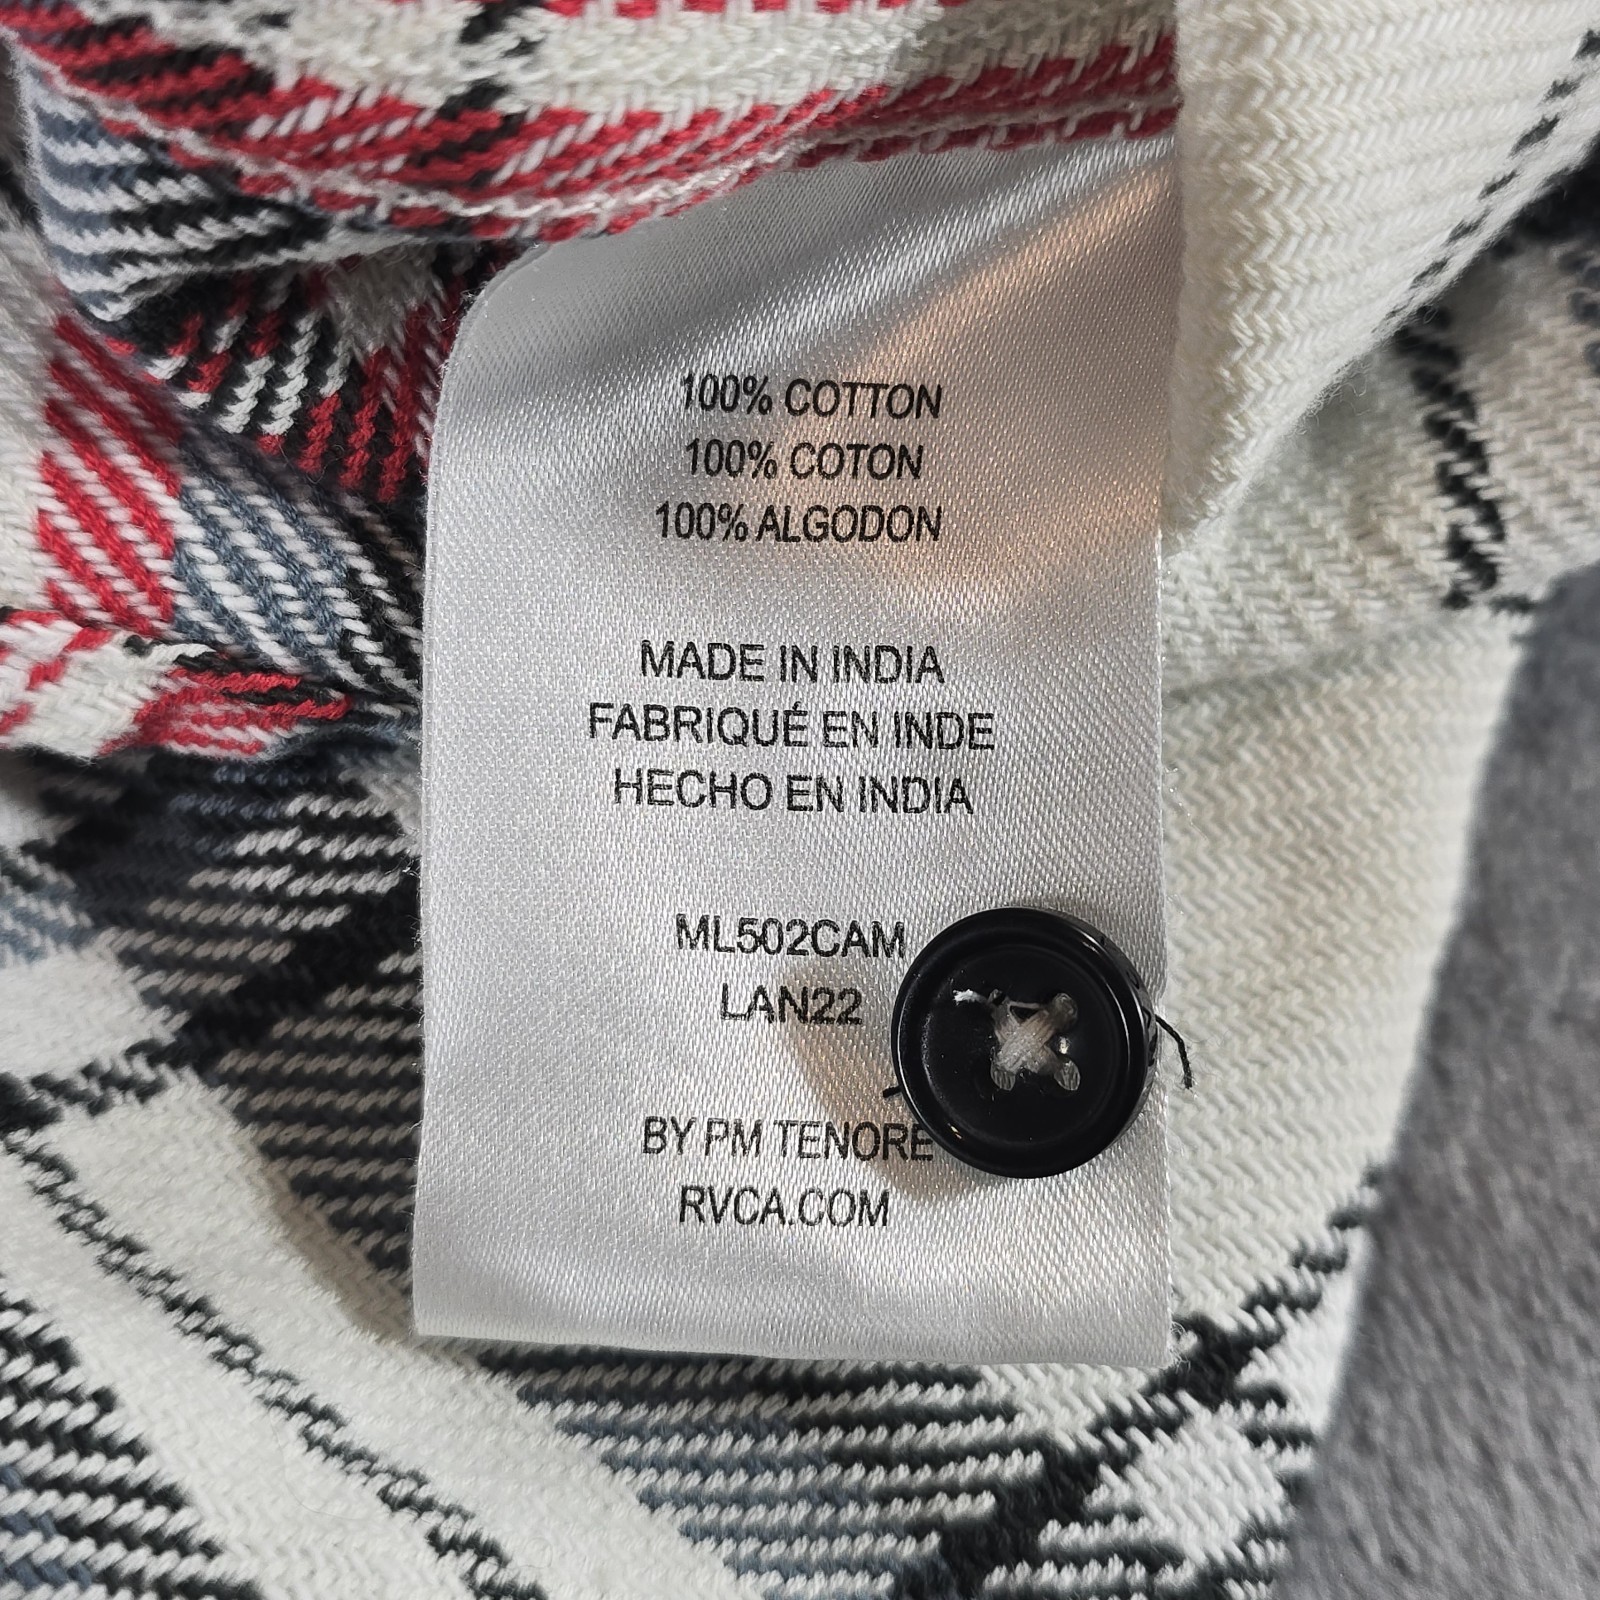 100% COTTON
100% COTON
100% ALGODON
MADE IN INDIA
FABRIQUÉ EN INDE
HECHO EN INDIA
ML502CAM
LAN22
BY PM TENORE
RVCA.COM